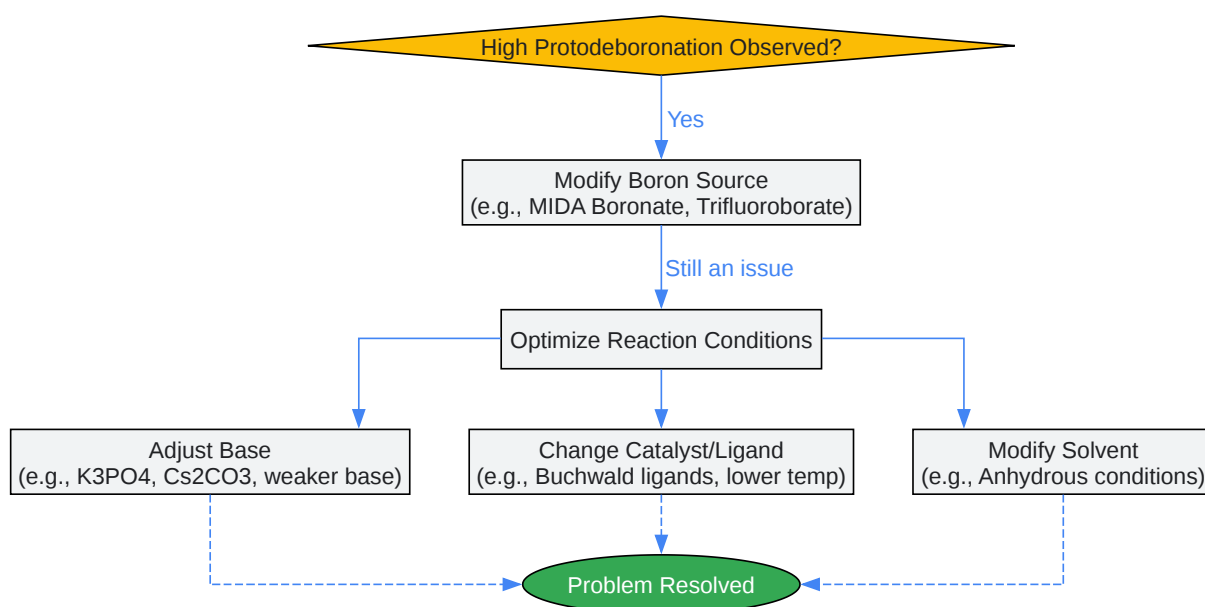 High Protodeboronation Observed?
Yes
Modify Boron Source
(e.g., MIDA Boronate, Trifluoroborate)
Still an issue
Optimize Reaction Conditions
Adjust Base
(e.g., K3PO4, Cs2CO3, weaker base)
Change Catalyst/Ligand
(e.g., Buchwald ligands, lower temp)
Modify Solvent
(e.g., Anhydrous conditions)
Problem Resolved